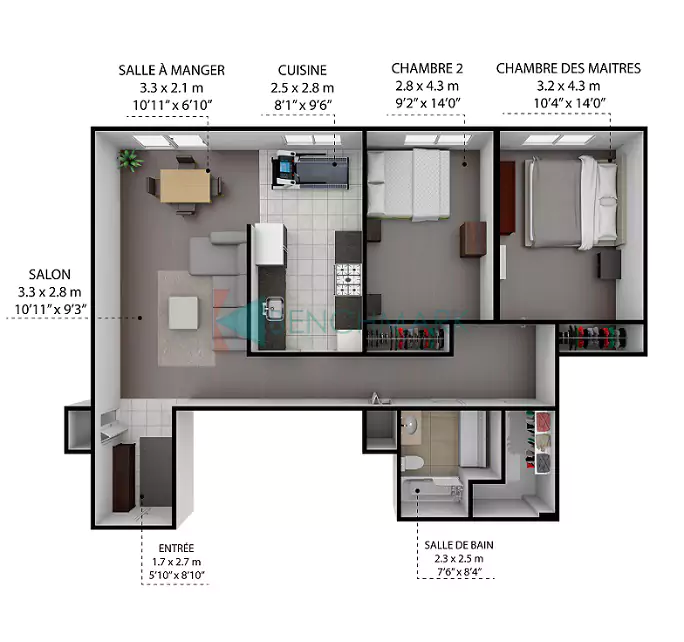 SALLE À MANGER
3.3 x 2.1 m
10'11" x 6'10"
CUISINE
2.5 x 2.8 m
8'1" x 9'6"
CHAMBRE 2
2.8 x 4.3 m
9'2" x 14'0"
CHAMBRE DES MAITRES
3.2 x 4.3 m
10'4" x 14'0"
SALON
3.3 x 2.8 m
10'11" x 9'3"
ENTRÉE
1.7 x 2.7 m
5'10" x 8'10"
SALLE DE BAIN
2.3 x 2.5 m
7'6" x 8'4"